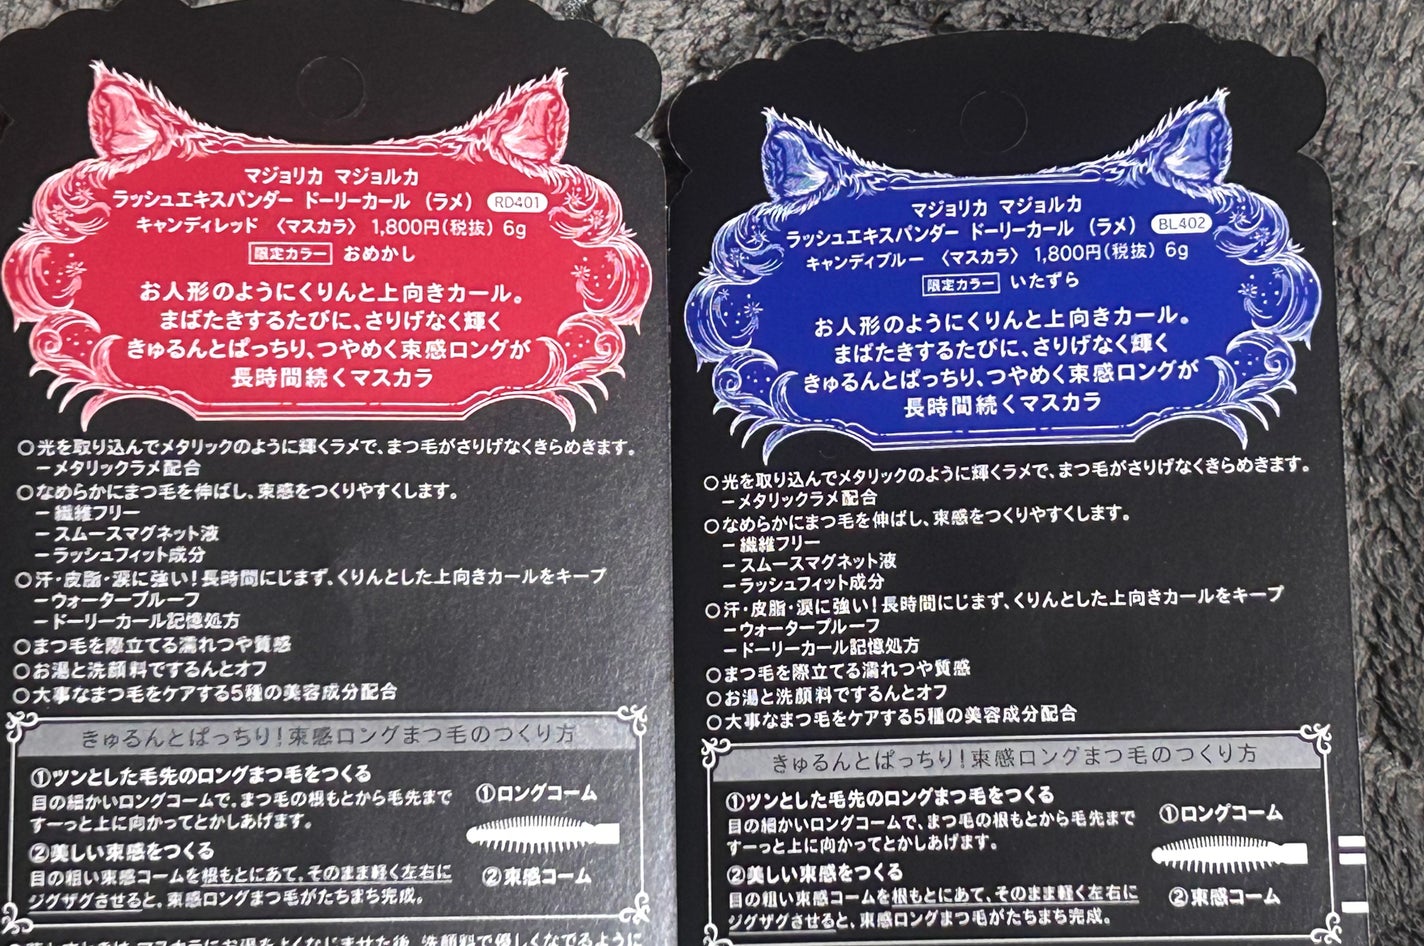 マジョリカ マジョルカ
ラッシュエキスパンダー ドーリーカール （ラメ） RD401
キャンディレッド 〈マスカラ〉 1,800円(税抜) 6g
限定カラー おめかし
お人形のようにくりんと上向きカール。
まばたきするたびに、さりげなく輝く
きゅるんとぱっちり、つやめく束感ロングが
長時間続くマスカラ
○光を取り込んでメタリックのように輝くラメで、まつ毛がさりげなくきらめきます。
－メタリックラメ配合
○なめらかにまつ毛を伸ばし、束感をつくりやすくします。
－繊維フリー
－スムースマグネット液
－ラッシュフィット成分
○汗・皮脂・涙に強い！長時間にじまず、くりんとした上向きカールをキープ
－ウォータープルーフ
－ドーリーカール記憶処方
○まつ毛を際立てる濡れつや質感
○お湯と洗顔料でするんとオフ
○大事なまつ毛をケアする5種の美容成分配合
きゅるんとぱっちり！束感ロングまつ毛のつくり方
①ツンとした毛先のロングまつ毛をつくる
目の細かいロングコームで、まつ毛の根もとから毛先まで
すーっと上に向かってとかしあげます。
②美しい束感をつくる
目の粗い束感コームを根もとにあて、そのまま軽く左右に
ジグザグさせると、束感ロングまつ毛がたちまち完成。
①ロングコーム
②束感コーム
マスカラにお湯をよくなじませた後、洗顔料で優しくなでるように
マジョリカ マジョルカ
ラッシュエキスパンダー ドーリーカール （ラメ） BL402
キャンディブルー 〈マスカラ〉 1,800円(税抜) 6g
限定カラー いたずら
お人形のようにくりんと上向きカール。
まばたきするたびに、さりげなく輝く
きゅるんとぱっちり、つやめく束感ロングが
長時間続くマスカラ
○光を取り込んでメタリックのように輝くラメで、まつ毛がさりげなくきらめきます。
－メタリックラメ配合
○なめらかにまつ毛を伸ばし、束感をつくりやすくします。
－繊維フリー
－スムースマグネット液
－ラッシュフィット成分
○汗・皮脂・涙に強い！長時間にじまず、くりんとした上向きカールをキープ
－ウォータープルーフ
－ドーリーカール記憶処方
○まつ毛を際立てる濡れつや質感
○お湯と洗顔料でするんとオフ
○大事なまつ毛をケアする5種の美容成分配合
きゅるんとぱっちり！束感ロングまつ毛のつくり方
①ツンとした毛先のロングまつ毛をつくる
目の細かいロングコームで、まつ毛の根もとから毛先まで
すーっと上に向かってとかしあげます。
②美しい束感をつくる
目の粗い束感コームを根もとにあて、そのまま軽く左右に
ジグザグさせると、束感ロングまつ毛がたちまち完成。
①ロングコーム
②束感コーム